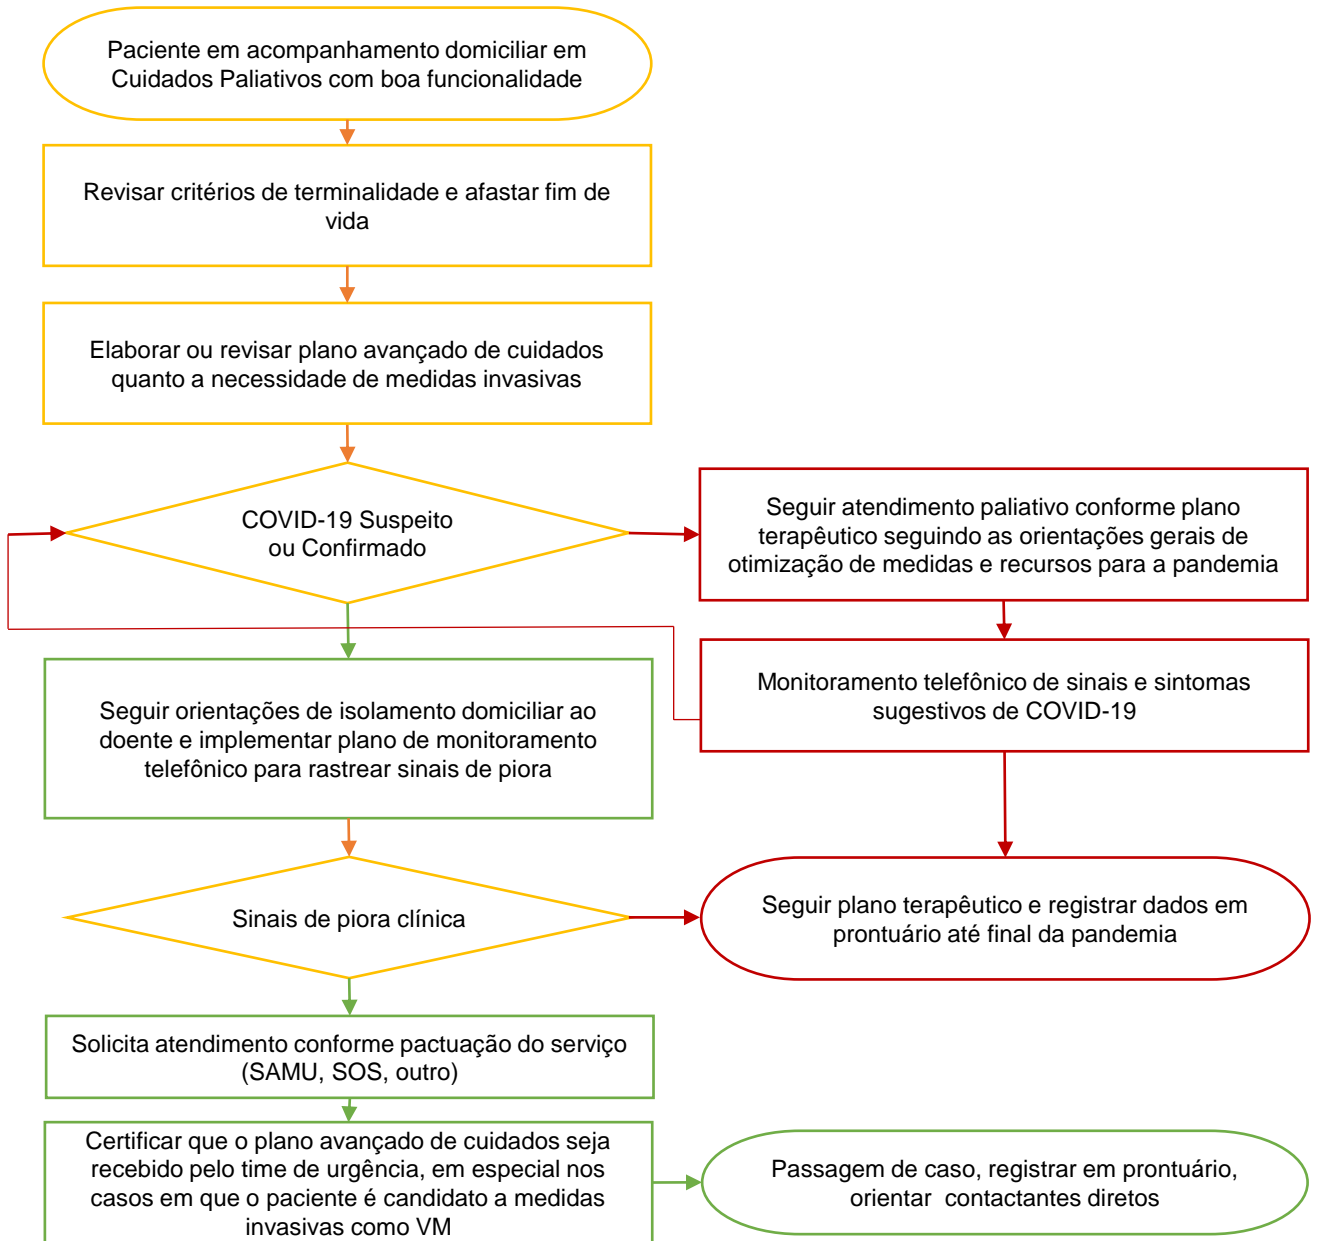 Paciente em acompanhamento domiciliar em
Cuidados Paliativos com boa funcionalidade
Revisar critérios de terminalidade e afastar fim de
vida
Elaborar ou revisar plano avançado de cuidados
quanto a necessidade de medidas invasivas
COVID-19 Suspeito
ou Confirmado
Seguir atendimento paliativo conforme plano
terapêutico seguindo as orientações gerais de
otimização de medidas e recursos para a pandemia
Monitoramento telefônico de sinais e sintomas
sugestivos de COVID-19
Seguir orientações de isolamento domiciliar ao
doente e implementar plano de monitoramento
telefônico para rastrear sinais de piora
Sinais de piora clínica
Seguir plano terapêutico e registrar dados em
prontuário até final da pandemia
Solicita atendimento conforme pactuação do serviço
(SAMU, SOS, outro)
Certificar que o plano avançado de cuidados seja
recebido pelo time de urgência, em especial nos
casos em que o paciente é candidato a medidas
invasivas como VM
Passagem de caso, registrar em prontuário,
orientar  contactantes diretos